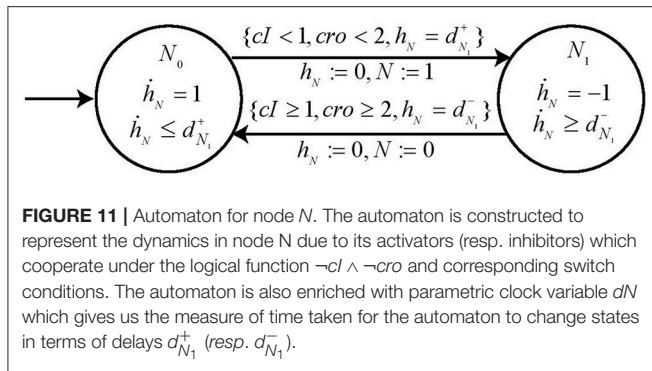 {cI < 1, cro < 2, h_N = d^+_{N_1}}
N_0
N_1
h_N := 0, N := 1
ḣ_N = 1
ḣ_N = -1
{cI ≥ 1, cro ≥ 2, h_N = d^-_{N_1}}
ḣ_N ≤ d^+_{N_1}
ḣ_N ≥ d^-_{N_1}
h_N := 0, N := 0
FIGURE 11 | Automaton for node N. The automaton is constructed to
represent the dynamics in node N due to its activators (resp. inhibitors) which
cooperate under the logical function ¬cI ∧ ¬cro and corresponding switch
conditions. The automaton is also enriched with parametric clock variable dN
which gives us the measure of time taken for the automaton to change states
in terms of delays d^+_{N_1} (resp. d^-_{N_1}).